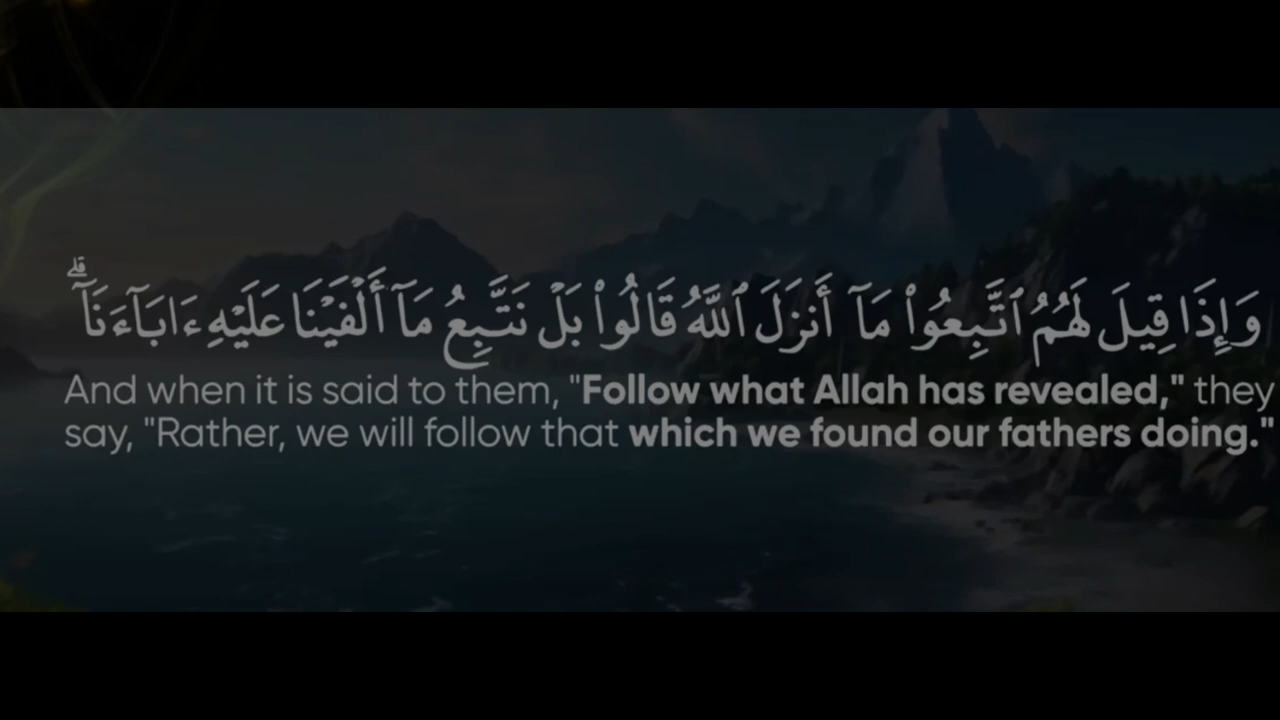 وَإِذَا قِيلَ لَهُمُ ٱتَّبِعُوا۟ مَآ أَنزَلَ ٱللَّهُ قَالُوا۟ بَلْ نَتَّبِعُ مَآ أَلْفَيْنَا عَلَيْهِ ءَابَآءَنَآ ۗ
And when it is said to them, "Follow what Allah has revealed," they
say, "Rather, we will follow that which we found our fathers doing."